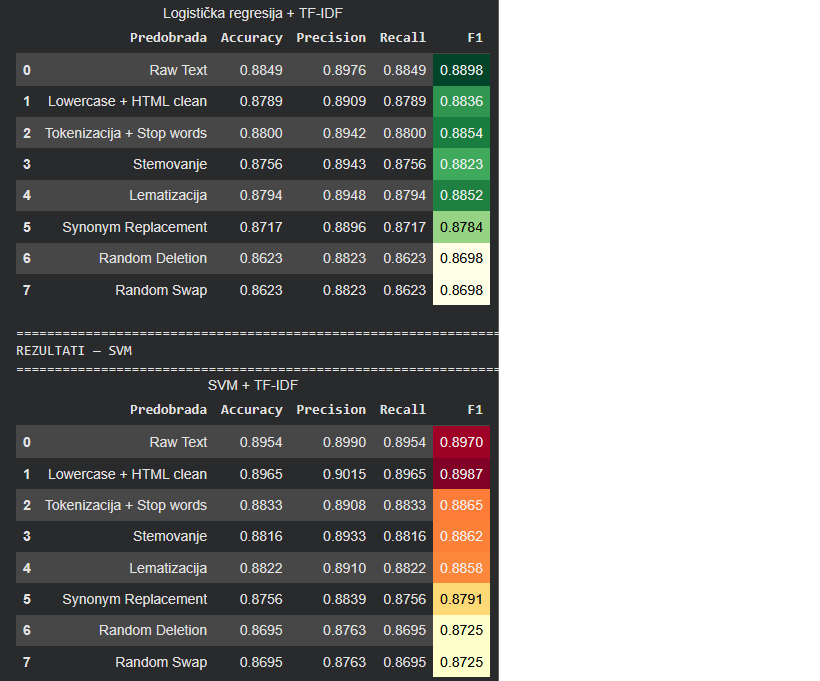 Logistička regresija + TF-IDF
Predobrada Accuracy Precision Recall F1
0 Raw Text 0.8849 0.8976 0.8849 0.8898
1 Lowercase + HTML clean 0.8789 0.8909 0.8789 0.8836
2 Tokenizacija + Stop words 0.8800 0.8942 0.8800 0.8854
3 Stemovanje 0.8756 0.8943 0.8756 0.8823
4 Lematizacija 0.8794 0.8948 0.8794 0.8852
5 Synonym Replacement 0.8717 0.8896 0.8717 0.8784
6 Random Deletion 0.8623 0.8823 0.8623 0.8698
7 Random Swap 0.8623 0.8823 0.8623 0.8698
================================================================
REZULTATI — SVM
================================================================
SVM + TF-IDF
Predobrada Accuracy Precision Recall F1
0 Raw Text 0.8954 0.8990 0.8954 0.8970
1 Lowercase + HTML clean 0.8965 0.9015 0.8965 0.8987
2 Tokenizacija + Stop words 0.8833 0.8908 0.8833 0.8865
3 Stemovanje 0.8816 0.8933 0.8816 0.8862
4 Lematizacija 0.8822 0.8910 0.8822 0.8858
5 Synonym Replacement 0.8756 0.8839 0.8756 0.8791
6 Random Deletion 0.8695 0.8763 0.8695 0.8725
7 Random Swap 0.8695 0.8763 0.8695 0.8725